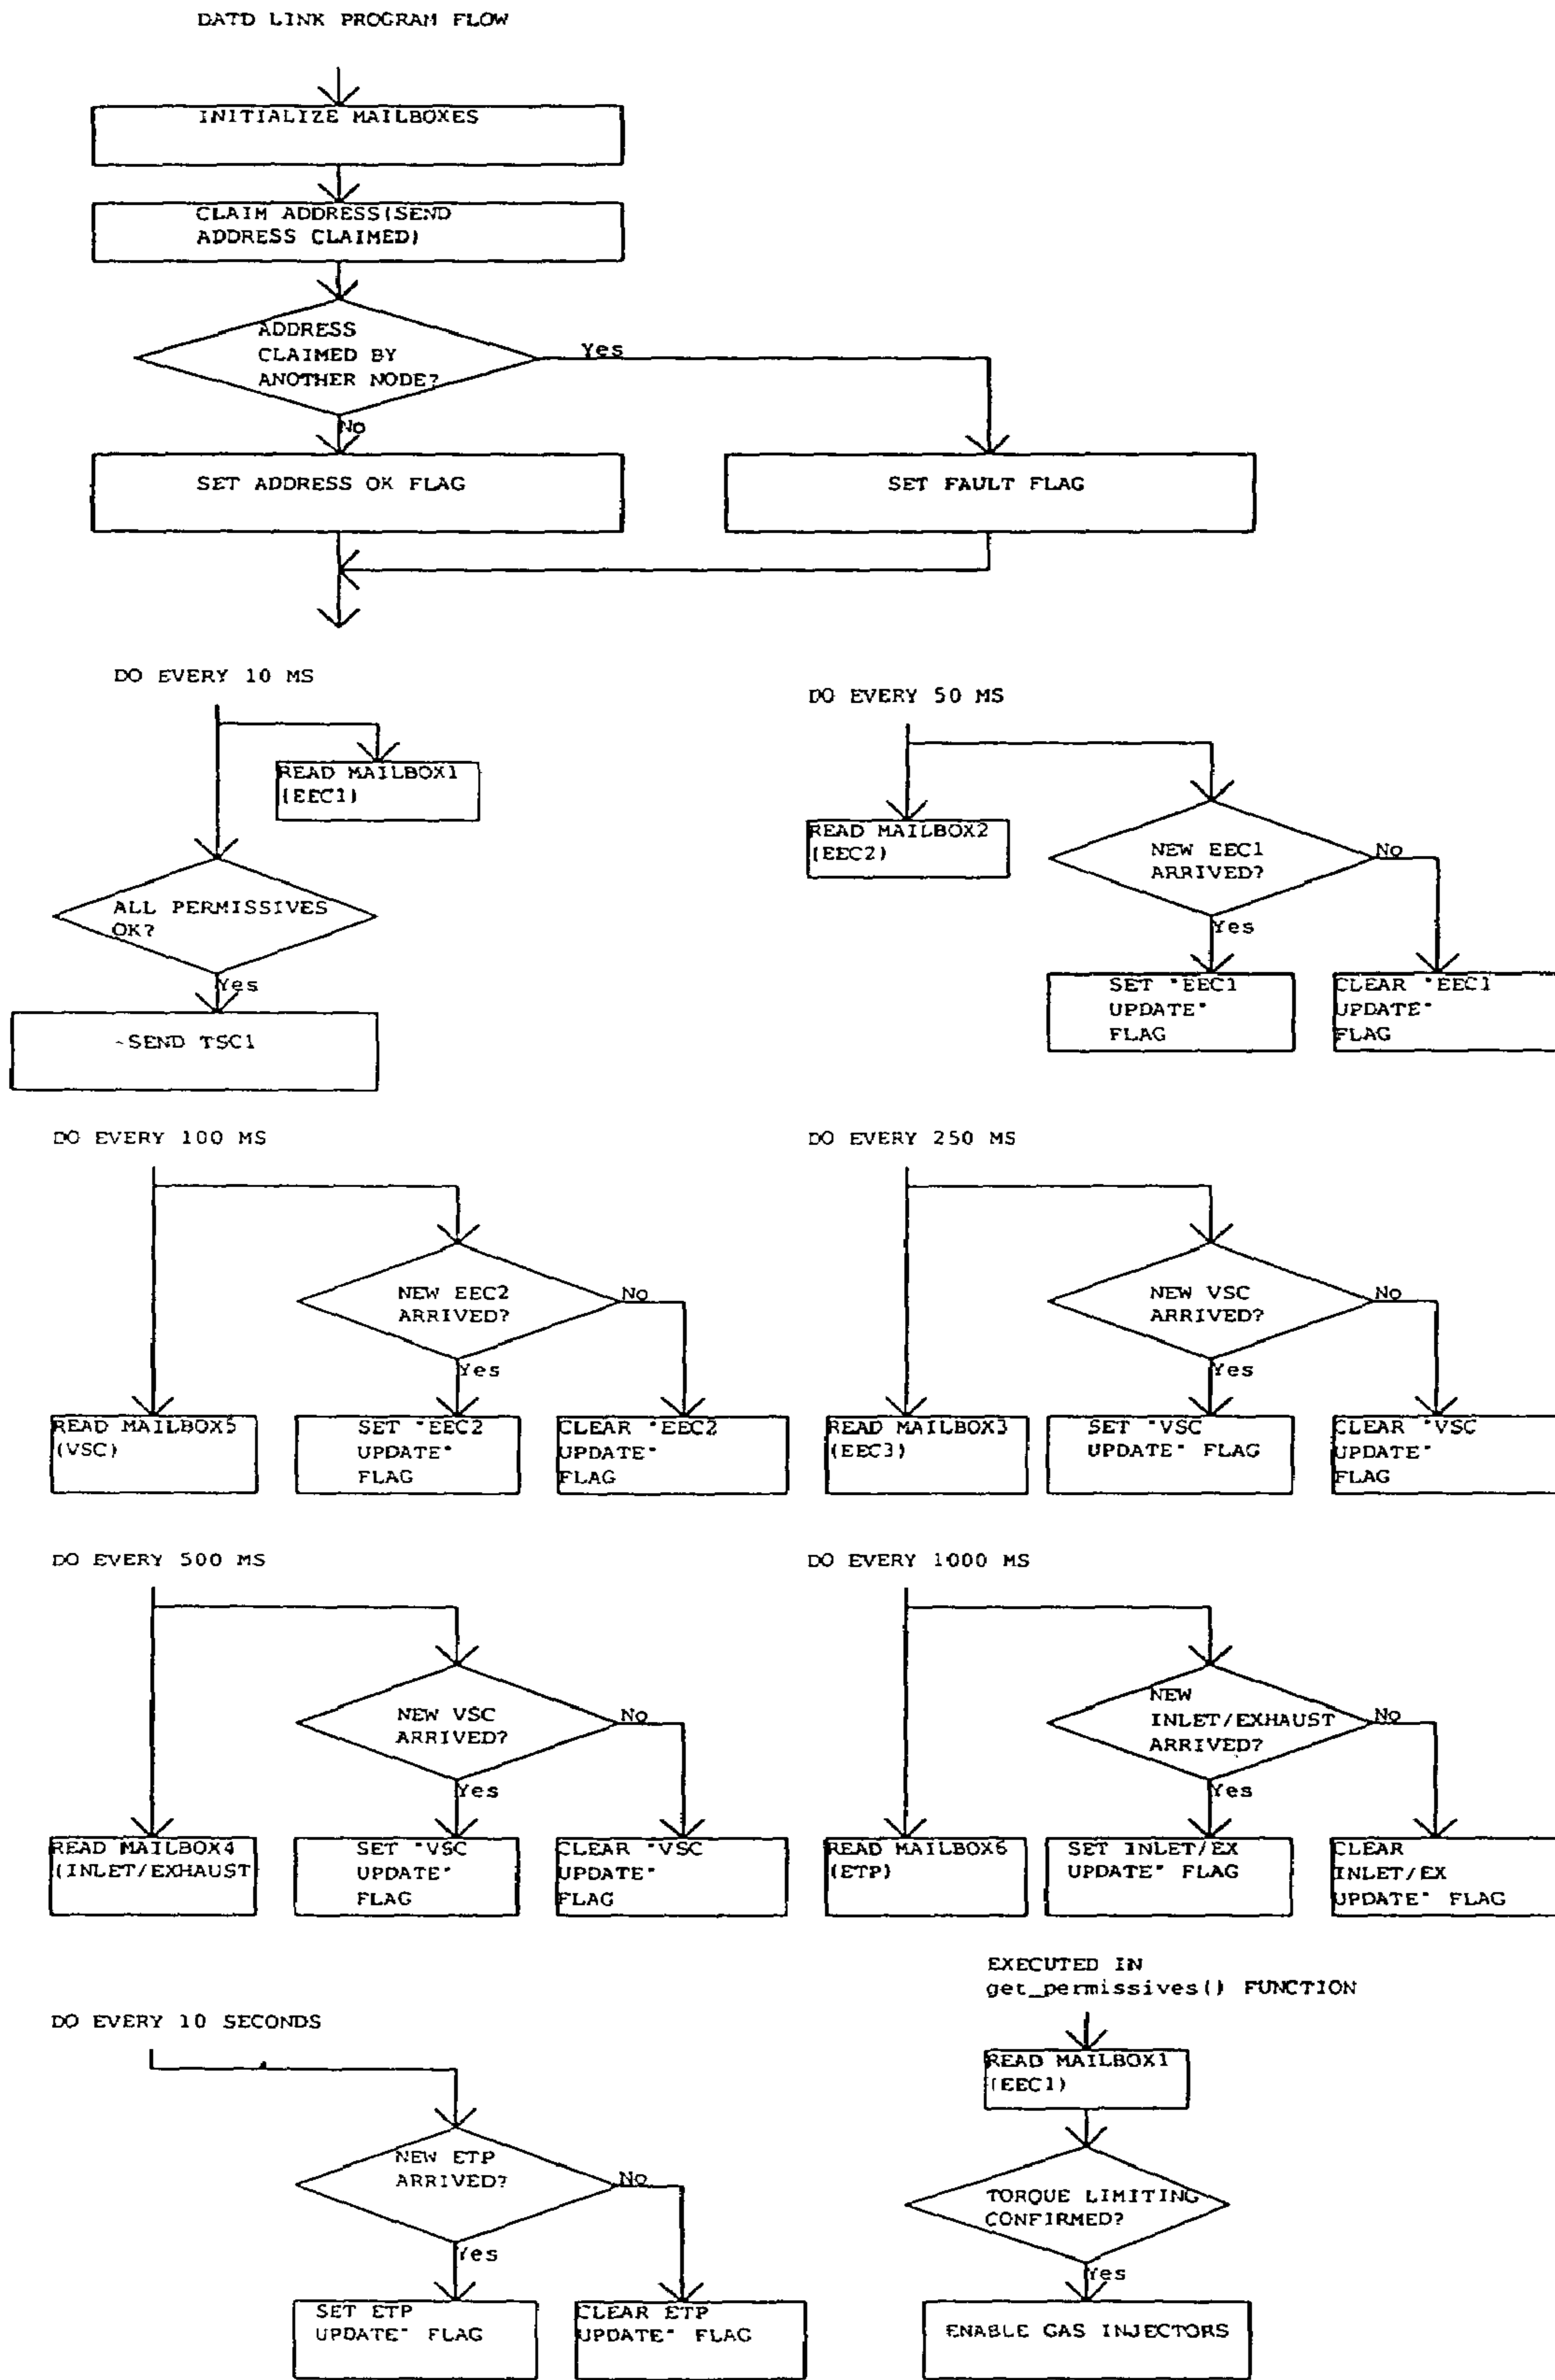 DATD LINK PROGRAM FLOW
INITIALIZE MAILBOXES
CLAIM ADDRESS(SEND
ADDRESS CLAIMED)
ADDRESS
CLAIMED BY
ANOTHER NODE?
Yes
No
SET ADDRESS OK FLAG
SET FAULT FLAG
DO EVERY 10 MS
READ MAILBOX1
(EEC1)
ALL PERMISSIVES
OK?
Yes
SEND TSC1
DO EVERY 50 MS
READ MAILBOX2
(EEC2)
NEW EEC1
ARRIVED?
No
Yes
SET "EEC1
UPDATE"
FLAG
CLEAR "EEC1
UPDATE"
FLAG
DO EVERY 100 MS
NEW EEC2
ARRIVED?
No
Yes
READ MAILBOX5
(VSC)
SET "EEC2
UPDATE"
FLAG
CLEAR "EEC2
UPDATE"
FLAG
DO EVERY 250 MS
NEW VSC
ARRIVED?
No
Yes
READ MAILBOX3
(EEC3)
SET "VSC
UPDATE" FLAG
CLEAR "VSC
UPDATE"
FLAG
DO EVERY 500 MS
NEW VSC
ARRIVED?
No
Yes
READ MAILBOX4
(INLET/EXHAUST
SET "VSC
UPDATE"
FLAG
CLEAR "VSC
UPDATE"
FLAG
DO EVERY 1000 MS
NEW
INLET/EXHAUST
ARRIVED?
No
Yes
READ MAILBOX6
(ETP)
SET INLET/EX
UPDATE" FLAG
CLEAR
INLET/EX
UPDATE" FLAG
DO EVERY 10 SECONDS
NEW ETP
ARRIVED?
No
Yes
SET ETP
UPDATE" FLAG
CLEAR ETP
UPDATE" FLAG
EXECUTED IN
get_permissives() FUNCTION
READ MAILBOX1
(EEC1)
TORQUE LIMITING
CONFIRMED?
Yes
ENABLE GAS INJECTORS